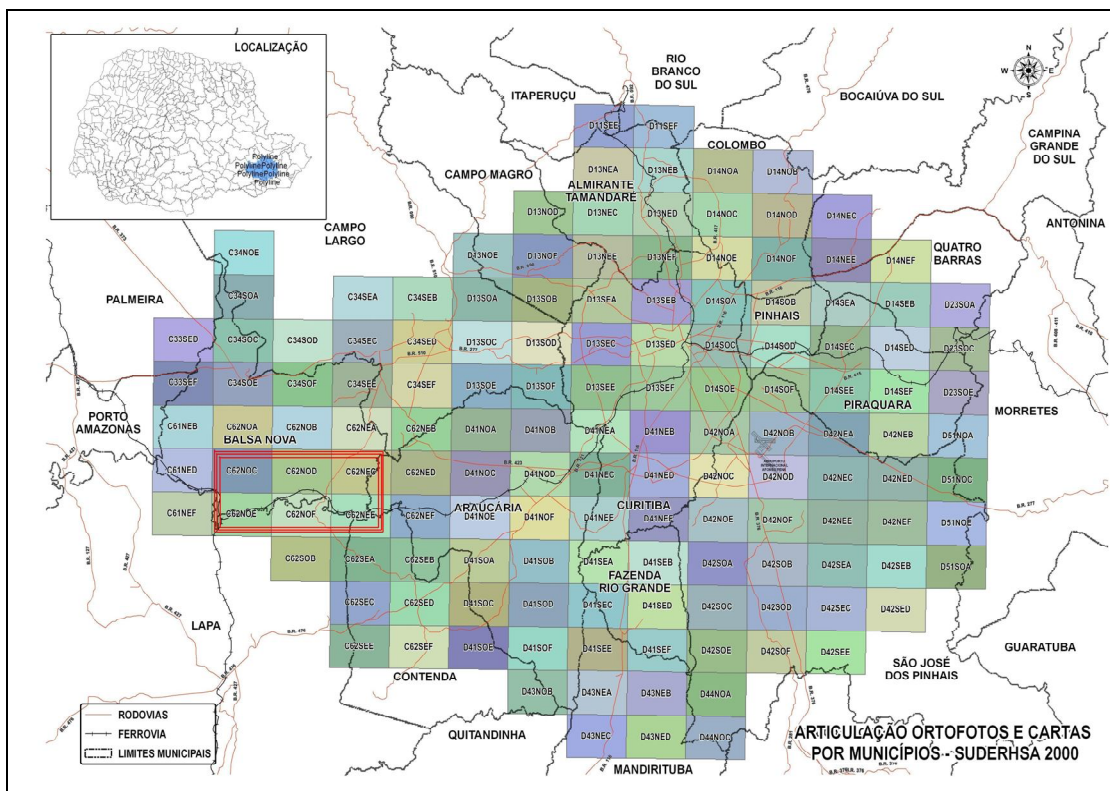 LOCALIZAÇÃO
Polyline
PolylinePolyline
PolylinePolyline
Polyline
RIO
BRANCO
DO SUL
ITAPERUÇU
BOCAIÚVA DO SUL
N
W E
S
CAMPINA
GRANDE
DO SUL
D11SEE D11SEF
COLOMBO
CAMPO MAGRO
D13NEA D13NEB D14NOA D14NOB
ALMIRANTE
TAMANDARÉ
CAMPO
LARGO
D13NOD D13NEC D13NED D14NOC D14NOD D14NEC
ANTONINA
QUATRO
BARRAS
C34NOE D13NOE D13NOF D13NEE D13NEF D14NOE D14NOF D14NEE D14NEF
PALMEIRA
C34SOA C34SEA C34SEB D13SOA D13SOB D13SEA D13SEB D14SOA D14SOB D14SEA D14SEB D23SOA
PINHAIS
C33SED C34SOC C34SOD C34SEC C34SED D13SOC D13SOD D13SEC D13SED D14SOC D14SOD D14SEC D14SED D23SOC
C33SEF C34SOE C34SOF C34SEE C34SEF D13SOE D13SOF D13SEE D13SEF D14SOE D14SOF D14SEE D14SEF D23SOE
PIRAQUARA
PORTO
AMAZONAS
MORRETES
C61NEB C62NOA C62NOB C62NEA C62NEB D41NOA D41NOB D41NEA D41NEB D42NOA D42NOB D42NEA D42NEB D51NOA
BALSA NOVA
C61NED C62NOC C62NOD C62NEC C62NED D41NOC D41NOD D41NEC D41NED D42NOC D42NOD D42NEC D42NED D51NOC
ARAUCÁRIA
CURITIBA
C61NEF C62NOE C62NOF C62NEE C62NEF D41NOE D41NOF D41NEE D41NEF D42NOE D42NOF D42NEE D42NEF D51NOE
C62SOB C62SEA C62SEB D41SOA D41SOB D41SEA D41SEB D42SOA D42SOB D42SEA D42SEB D51SOA
FAZENDA
RIO GRANDE
C62SEC C62SED D41SOC D41SOD D41SEC D41SED D42SOC D42SOD D42SEC D42SED
LAPA
C62SEE C62SEF D41SOE D41SOF D41SEE D41SEF D42SOE D42SOF D42SEE
GUARATUBA
SÃO JOSÉ
DOS PINHAIS
CONTENDA
D43NOB D43NEA D43NEB D44NOA
QUITANDINHA
D43NEC D43NED D44NOC
MANDIRITUBA
RODOVIAS
FERROVIA
LIMITES MUNICIPAIS
ARTICULAÇÃO ORTOFOTOS E CARTAS
POR MUNICÍPIOS - SUDERHSA 2000